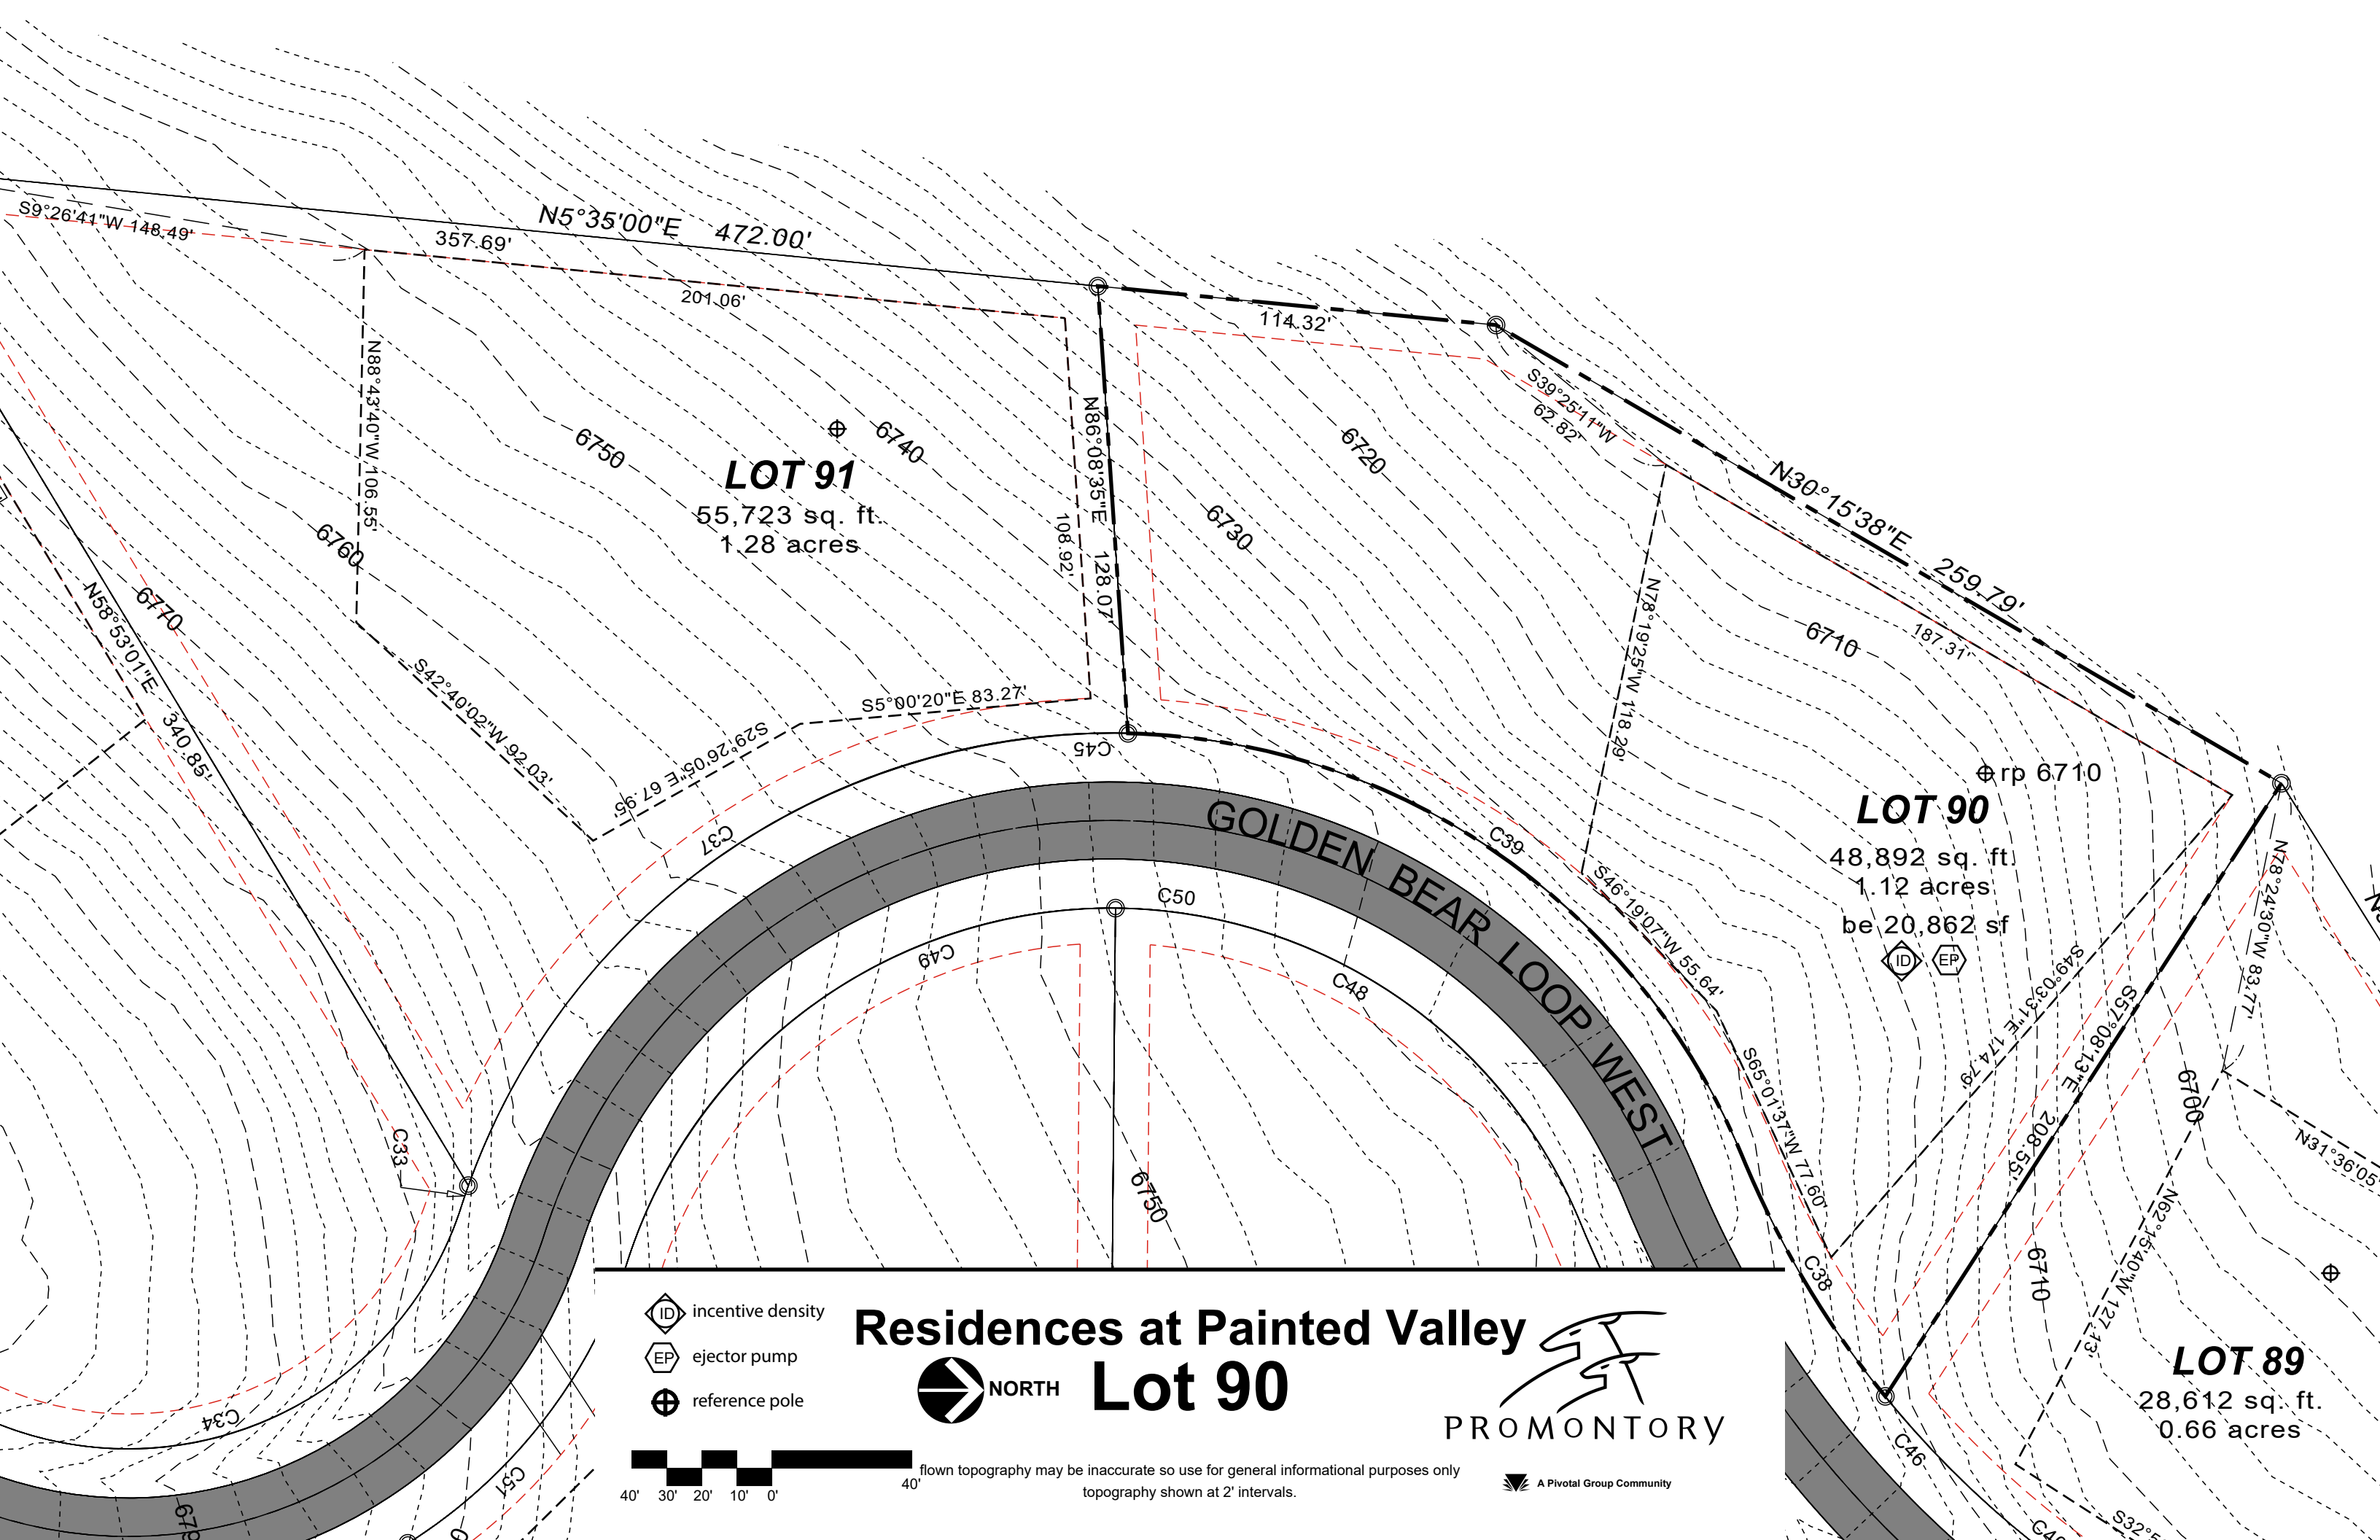 S9°26'41"W 148.49'
N5°35'00"E 472.00'
357.69'
201.06'
114.32'
N88°43'40"W 106.55'
N86°08'35"E 128.07'
108.92'
S39°25'11"W
62.82'
N30°15'38"E 259.79'
187.31'
6750
6740
6720
6730
6760
6770
6710
LOT 91
55,723 sq. ft.
1.28 acres
N58°53'01"E 340.85'
S42°40'02"W 92.03'
S29°26'05"E 67.95
S5°00'20"E 83.27'
C45
C37
C39
N78°19'25"W 118.29'
rp 6710
LOT 90
48,892 sq. ft.
1.12 acres
be 20,862 sf
ID
EP
GOLDEN BEAR LOOP WEST
S46°19'07"W 55.64'
S65°01'37"W 77.60'
S49°03'31"E 174.79'
S57°08'13"E 208.55'
N78°24'30"W 83.77'
C50
C49
C48
6750
6700
6710
N31°36'05"
N62°15'40"W 127.13'
C33
C34
C51
C38
C46
LOT 89
28,612 sq. ft.
0.66 acres
ID incentive density
EP ejector pump
reference pole
Residences at Painted Valley
NORTH
Lot 90
PROMONTORY
40' 30' 20' 10' 0' 40'
flown topography may be inaccurate so use for general informational purposes only
topography shown at 2' intervals.
A Pivotal Group Community